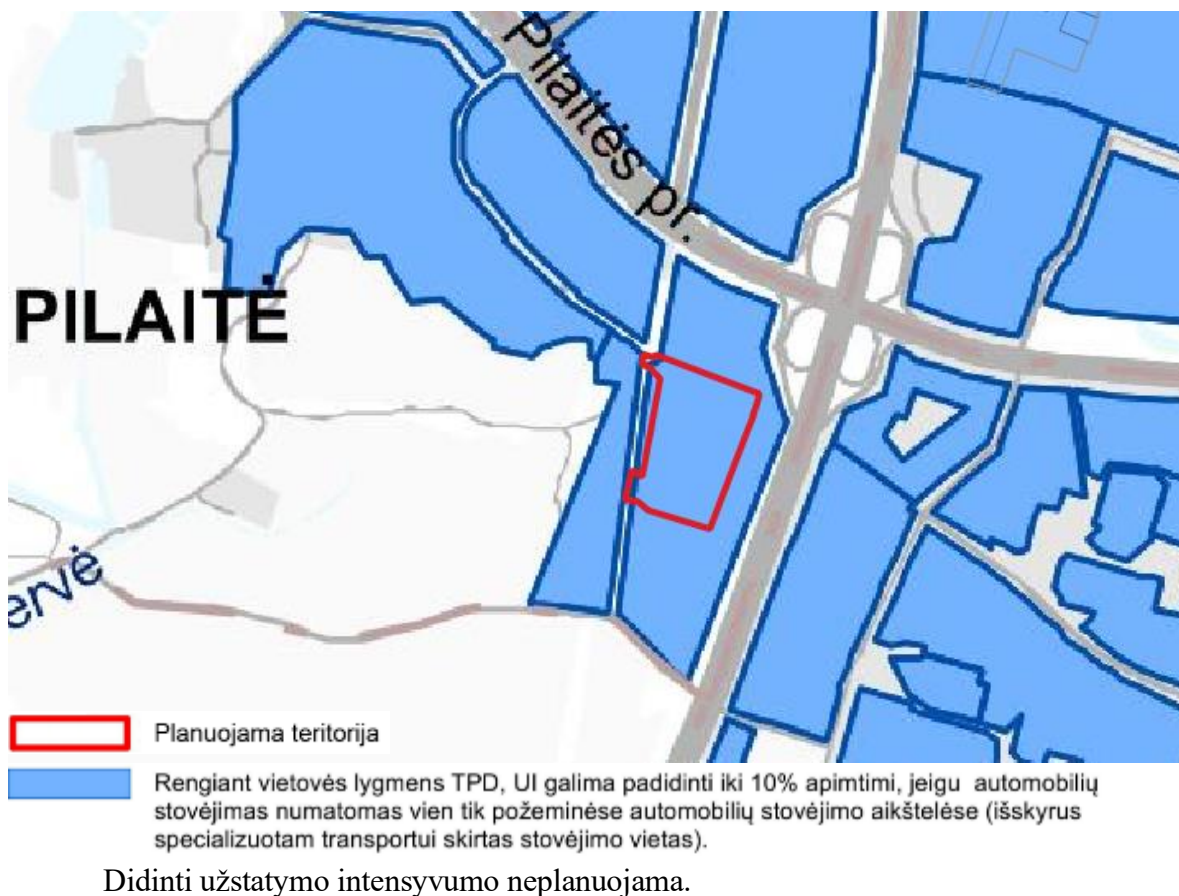 Pilaitės pr.
PILAITĖ
ervė
Planuojama teritorija
Rengiant vietovės lygmens TPD, UI galima padidinti iki 10% apimtimi, jeigu automobilių
stovėjimas numatomas vien tik požeminėse automobilių stovėjimo aikštelėse (išskyrus
specializuotam transportui skirtas stovėjimo vietas).
Didinti užstatymo intensyvumo neplanuojama.